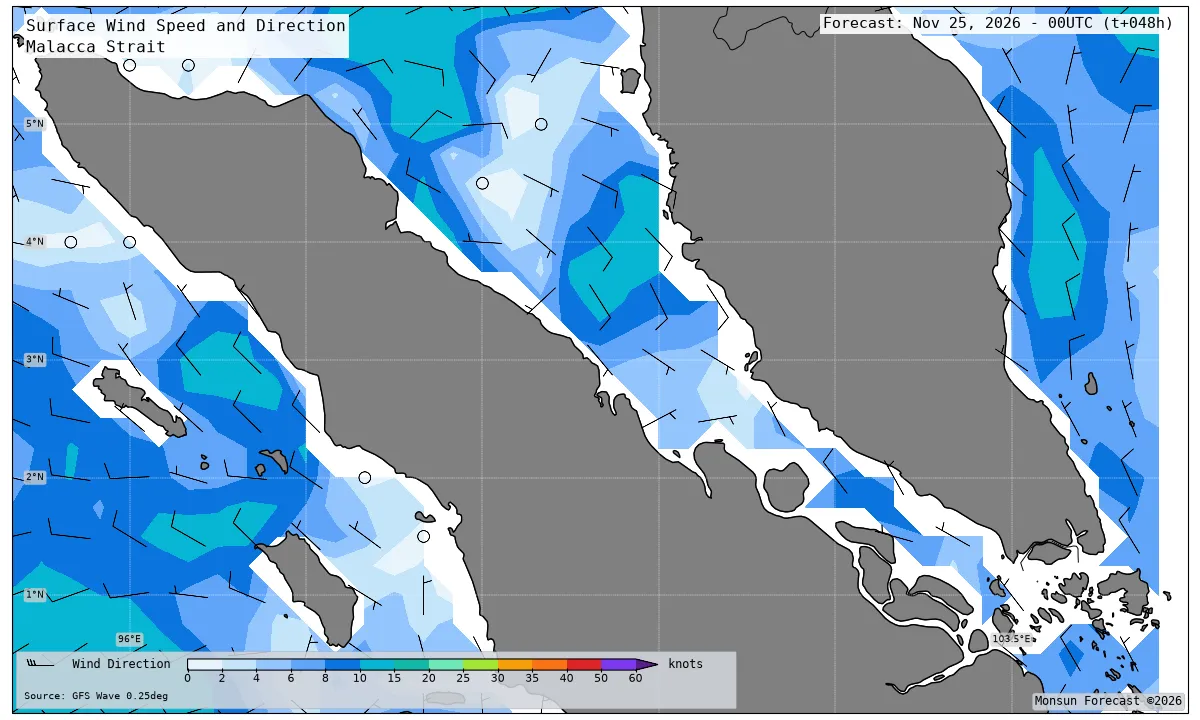 Surface Wind Speed and Direction
Malacca Strait
Forecast: Nov 25, 2026 - 00UTC (t+048h)
5°N
4°N
3°N
2°N
1°N
96°E
103.5°E
Wind Direction
0 2 4 6 8 10 15 20 25 30 40 50 60
knots
Source: GFS Wave 0.25deg
Monsun Forecast ©2026